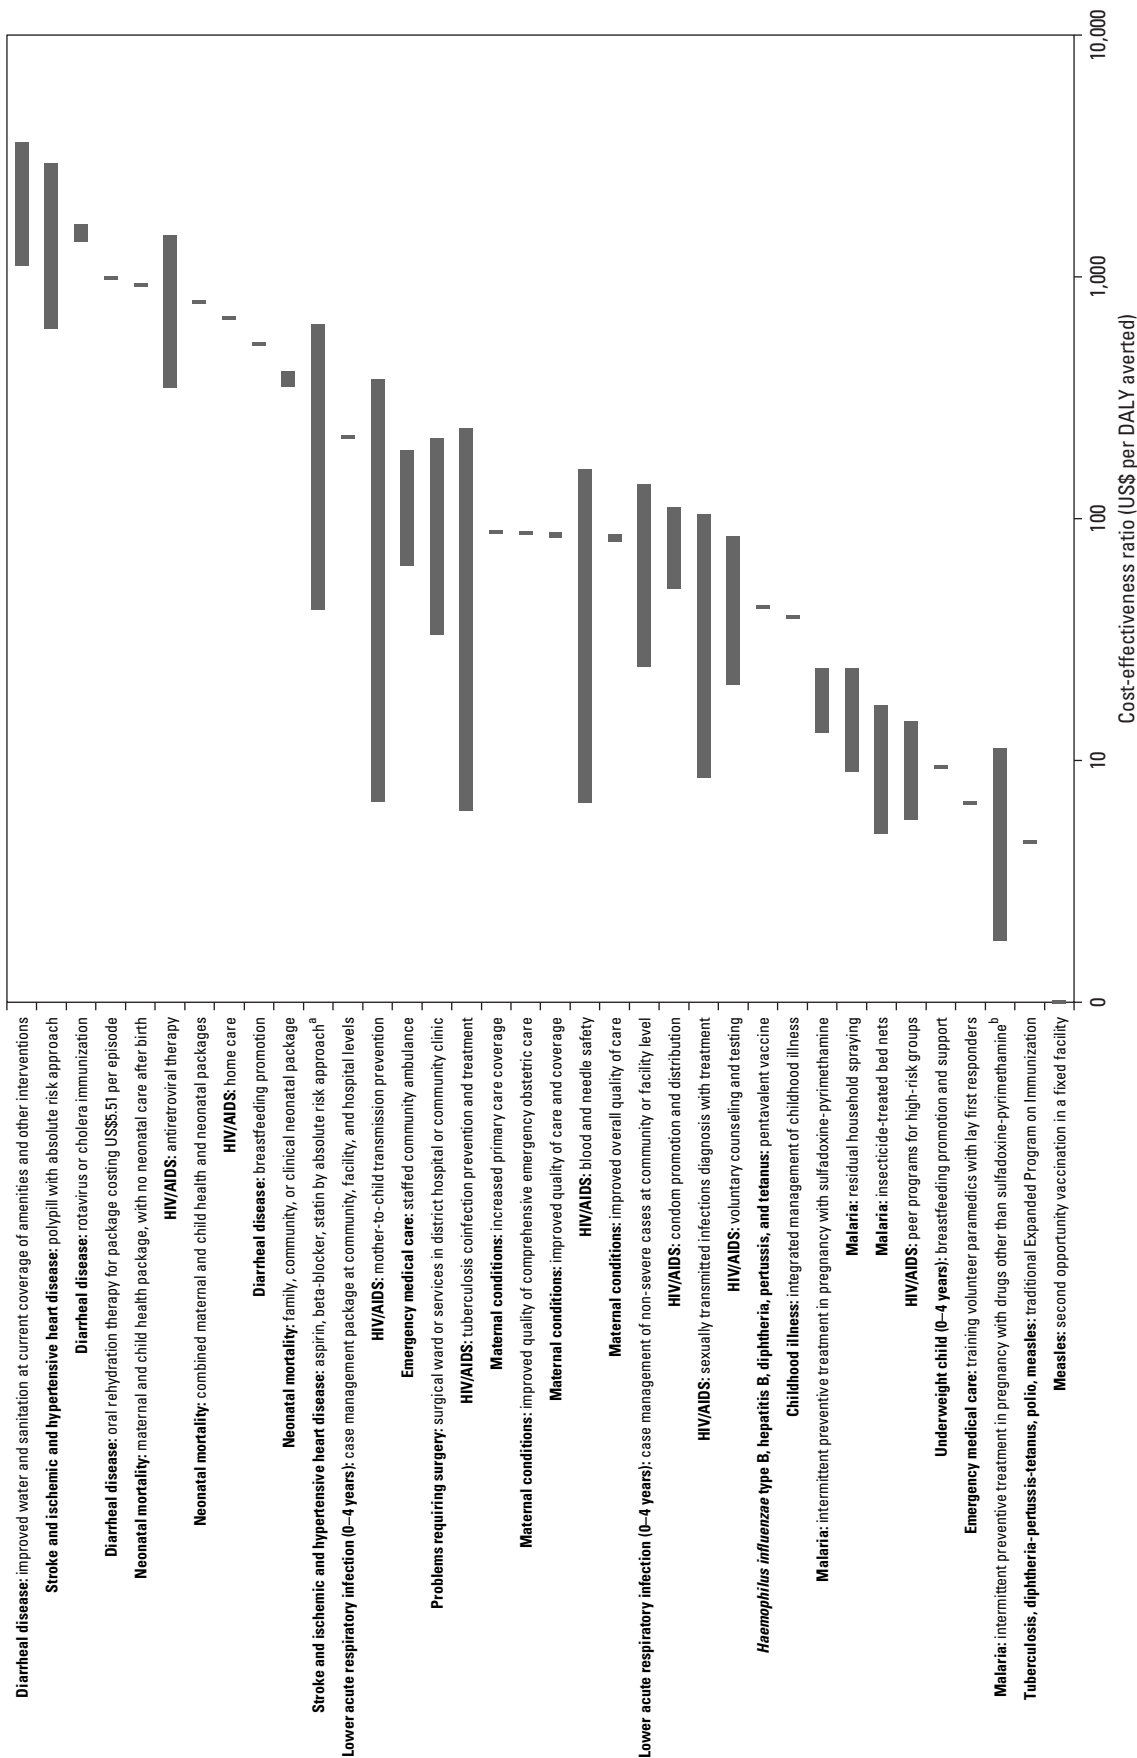 Diarrheal disease: improved water and sanitation at current coverage of amenities and other interventions
Stroke and ischemic and hypertensive heart disease: polypill with absolute risk approach
Diarrheal disease: rotavirus or cholera immunization
Diarrheal disease: oral rehydration therapy for package costing US$5.51 per episode
Neonatal mortality: maternal and child health package, with no neonatal care after birth
HIV/AIDS: antiretroviral therapy
Neonatal mortality: combined maternal and child health and neonatal packages
HIV/AIDS: home care
Diarrheal disease: breastfeeding promotion
Neonatal mortality: family, community, or clinical neonatal package
Stroke and ischemic and hypertensive heart disease: aspirin, beta-blocker, statin by absolute risk approachᵃ
Lower acute respiratory infection (0–4 years): case management package at community, facility, and hospital levels
HIV/AIDS: mother-to-child transmission prevention
Emergency medical care: staffed community ambulance
Problems requiring surgery: surgical ward or services in district hospital or community clinic
HIV/AIDS: tuberculosis coinfection prevention and treatment
Maternal conditions: increased primary care coverage
Maternal conditions: improved quality of comprehensive emergency obstetric care
Maternal conditions: improved quality of care and coverage
HIV/AIDS: blood and needle safety
Maternal conditions: improved overall quality of care
Lower acute respiratory infection (0–4 years): case management of non-severe cases at community or facility level
HIV/AIDS: condom promotion and distribution
HIV/AIDS: sexually transmitted infections diagnosis with treatment
HIV/AIDS: voluntary counseling and testing
Haemophilus influenzae type B, hepatitis B, diphtheria, pertussis, and tetanus: pentavalent vaccine
Childhood illness: integrated management of childhood illness
Malaria: intermittent preventive treatment in pregnancy with sulfadoxine-pyrimethamine
Malaria: residual household spraying
Malaria: insecticide-treated bed nets
HIV/AIDS: peer programs for high-risk groups
Underweight child (0–4 years): breastfeeding promotion and support
Emergency medical care: training volunteer paramedics with lay first responders
Malaria: intermittent preventive treatment in pregnancy with drugs other than sulfadoxine-pyrimethamineᵇ
Tuberculosis, diphtheria-pertussis-tetanus, polio, measles: traditional Expanded Program on Immunization
Measles: second opportunity vaccination in a fixed facility
0
10
100
1,000
10,000
Cost-effectiveness ratio (US$ per DALY averted)